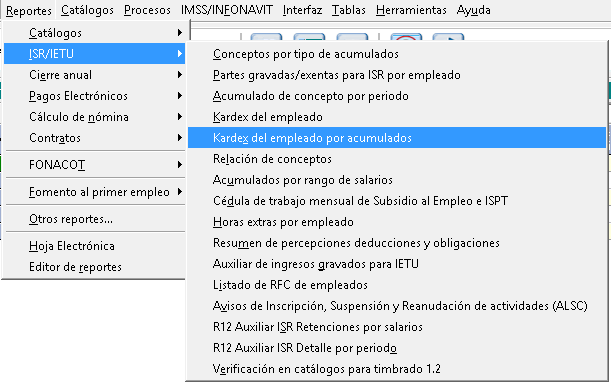 Reportes Catálogos Procesos IMSS/INFONAVIT Interfaz Tablas Herramientas Ayuda
Catálogos
ISR/IETU
Cierre anual
Pagos Electrónicos
Cálculo de nómina
Contratos
FONACOT
Fomento al primer empleo
Otros reportes...
Hoja Electrónica
Editor de reportes
Conceptos por tipo de acumulados
Partes gravadas/exentas para ISR por empleado
Acumulado de concepto por periodo
Kardex del empleado
Kardex del empleado por acumulados
Relación de conceptos
Acumulados por rango de salarios
Cédula de trabajo mensual de Subsidio al Empleo e ISPT
Horas extras por empleado
Resumen de percepciones deducciones y obligaciones
Auxiliar de ingresos gravados para IETU
Listado de RFC de empleados
Avisos de Inscripción, Suspensión y Reanudación de actividades (ALSC)
R12 Auxiliar ISR Retenciones por salarios
R12 Auxiliar ISR Detalle por periodo
Verificación en catálogos para timbrado 1.2